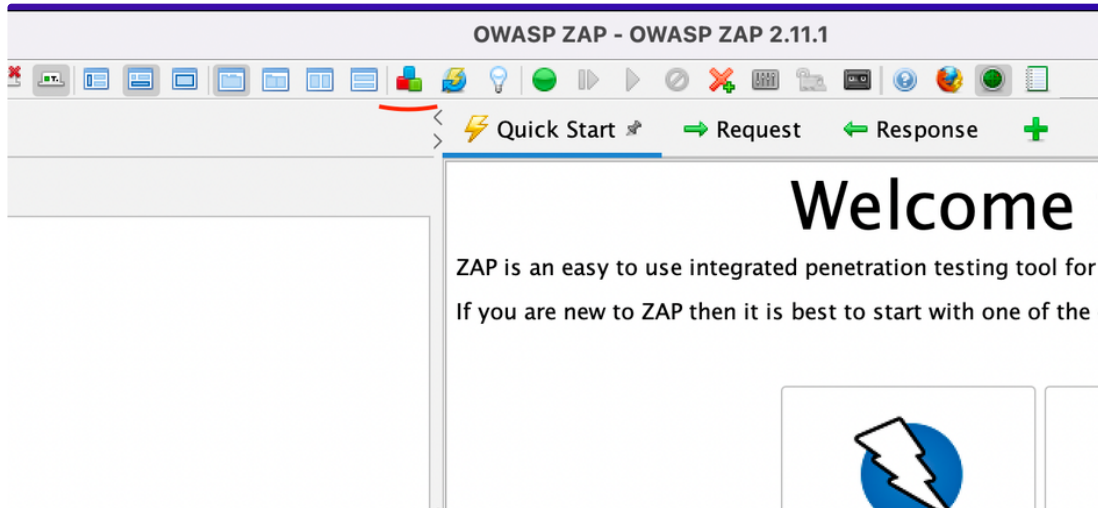 OWASP ZAP - OWASP ZAP 2.11.1
Quick Start Request Response
Welcome
ZAP is an easy to use integrated penetration testing tool for
If you are new to ZAP then it is best to start with one of the